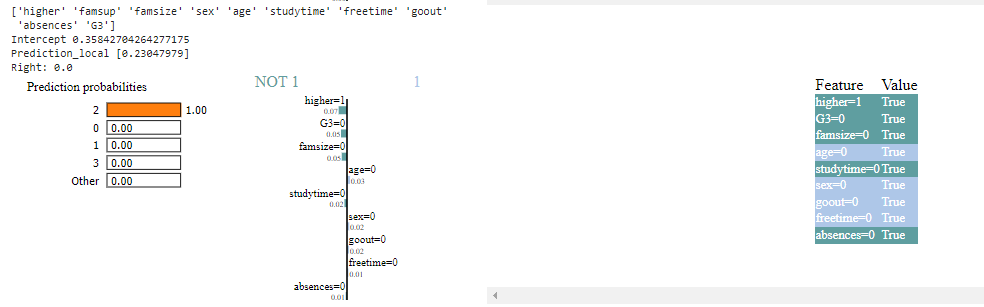 ['higher' 'famsup' 'famsize' 'sex' 'age' 'studytime' 'freetime' 'goout'
'absences' 'G3']
Intercept 0.35842704264277175
Prediction_local [0.23047979]
Right: 0.0
Prediction probabilities
2 1.00
0 0.00
1 0.00
3 0.00
Other 0.00
NOT 1 1
higher=1
0.07
G3=0
0.05
famsize=0
0.05
age=0
0.03
studytime=0
0.02
sex=0
0.02
goout=0
0.02
freetime=0
0.01
absences=0
0.01
Feature Value
higher=1 True
G3=0 True
famsize=0 True
age=0 True
studytime=0 True
sex=0 True
goout=0 True
freetime=0 True
absences=0 True